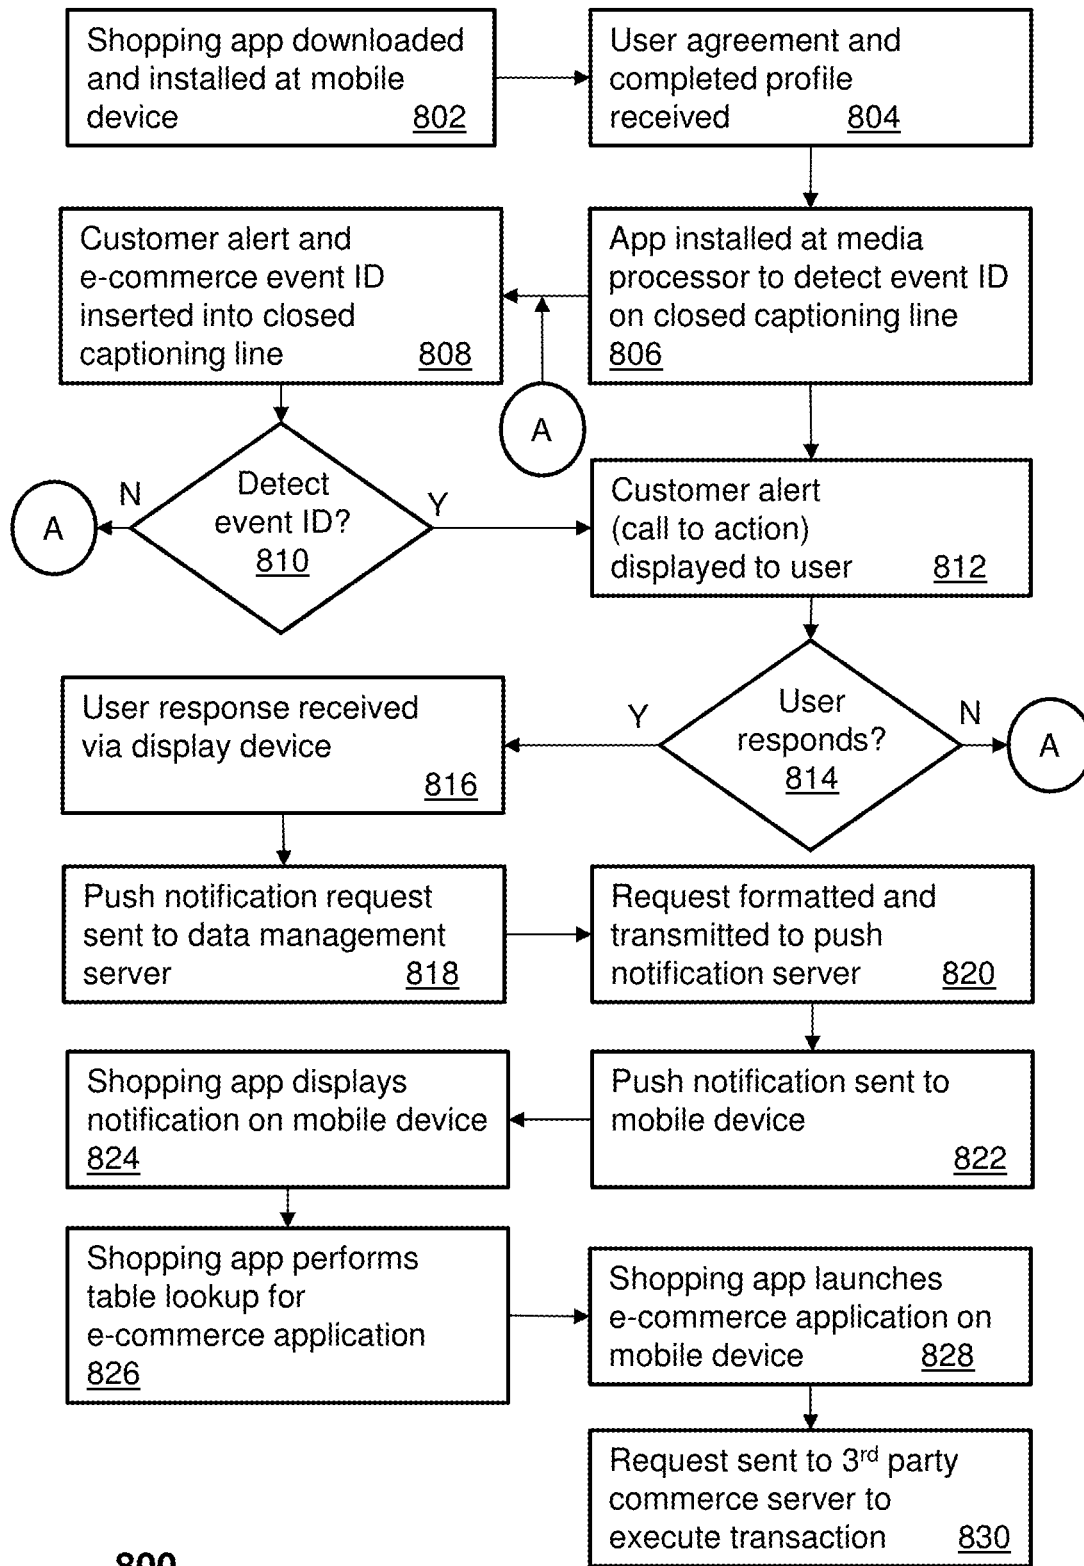 Shopping app downloaded
and installed at mobile
device 802
User agreement and
completed profile
received 804
Customer alert and
e-commerce event ID
inserted into closed
captioning line 808
App installed at media
processor to detect event ID
on closed captioning line
806
A
A
N
Detect
event ID?
810
Y
Customer alert
(call to action)
displayed to user 812
User response received
via display device
816
Y
User
responds?
814
N
A
Push notification request
sent to data management
server 818
Request formatted and
transmitted to push
notification server 820
Shopping app displays
notification on mobile device
824
Push notification sent to
mobile device
822
Shopping app performs
table lookup for
e-commerce application
826
Shopping app launches
e-commerce application on
mobile device 828
Request sent to 3rd party
commerce server to
execute transaction 830
800